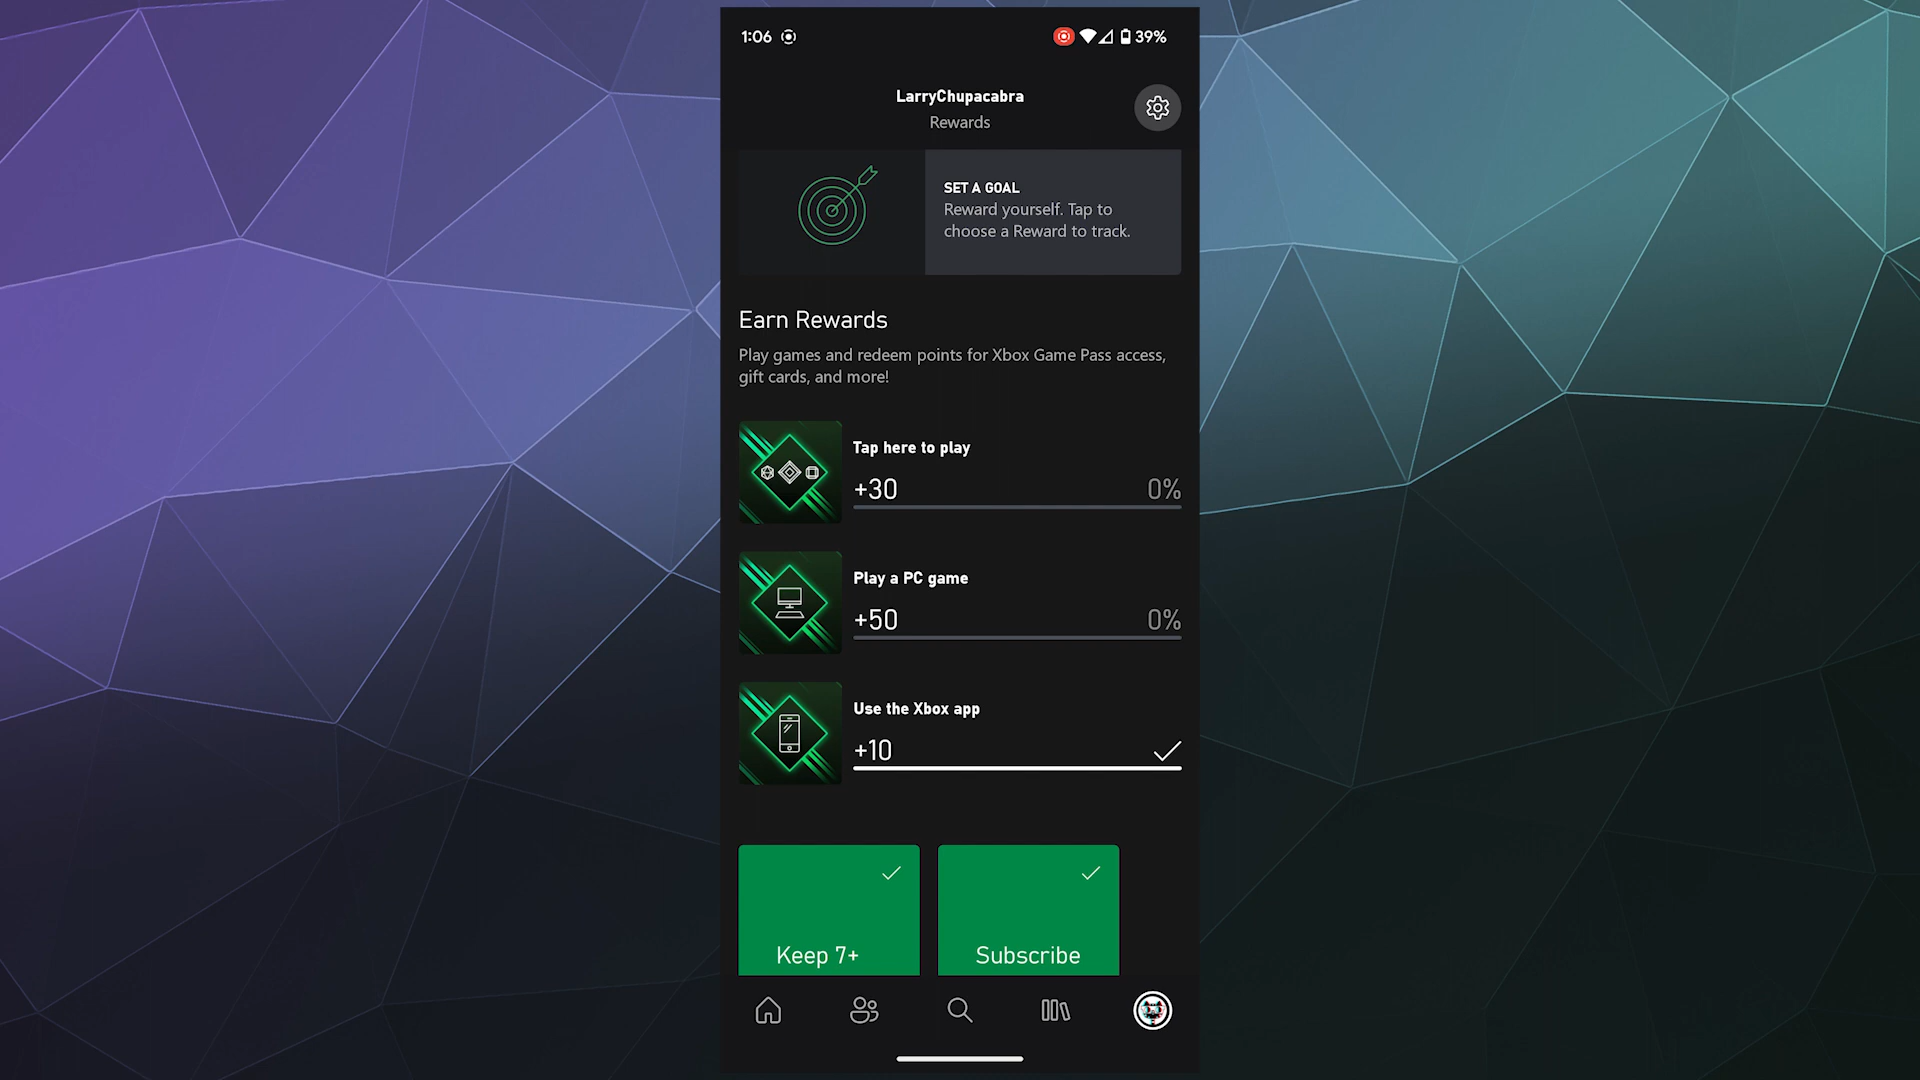 1:06
39%
LarryChupacabra
Rewards
SET A GOAL
Reward yourself. Tap to
choose a Reward to track.
Earn Rewards
Play games and redeem points for Xbox Game Pass access,
gift cards, and more!
Tap here to play
+30 0%
Play a PC game
+50 0%
Use the Xbox app
+10
Keep 7+
Subscribe